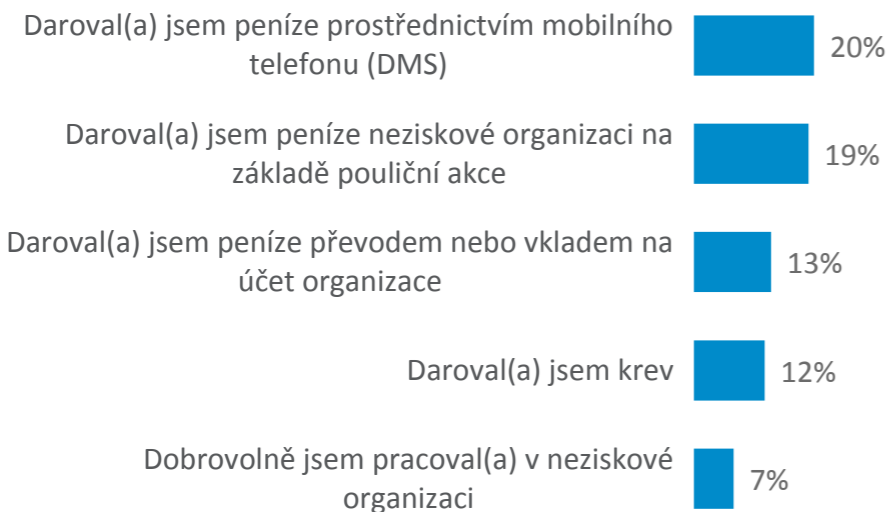 Daroval(a) jsem peníze prostřednictvím mobilního
telefonu (DMS)
20%
Daroval(a) jsem peníze neziskové organizaci na
základě pouliční akce
19%
Daroval(a) jsem peníze převodem nebo vkladem na
účet organizace
13%
Daroval(a) jsem krev
12%
Dobrovolně jsem pracoval(a) v neziskové
organizaci
7%